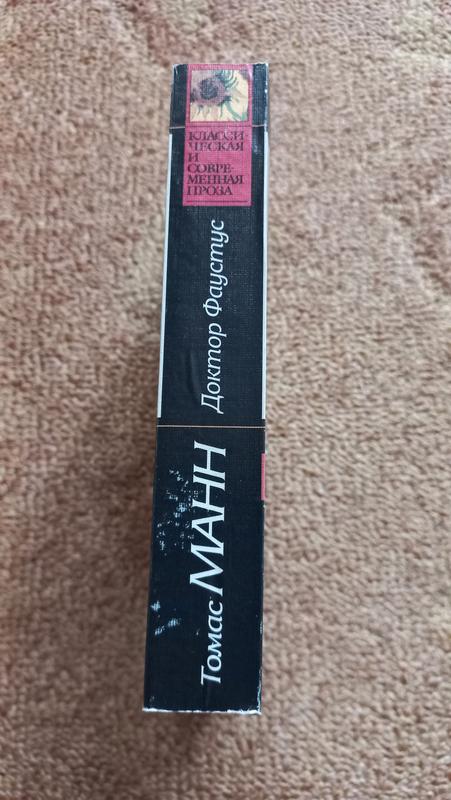 КЛАССИ-
ЧЕСКАЯ
И
СОВРЕ-
МЕННАЯ
ПРОЗА
Томас МАНН Доктор Фаустус